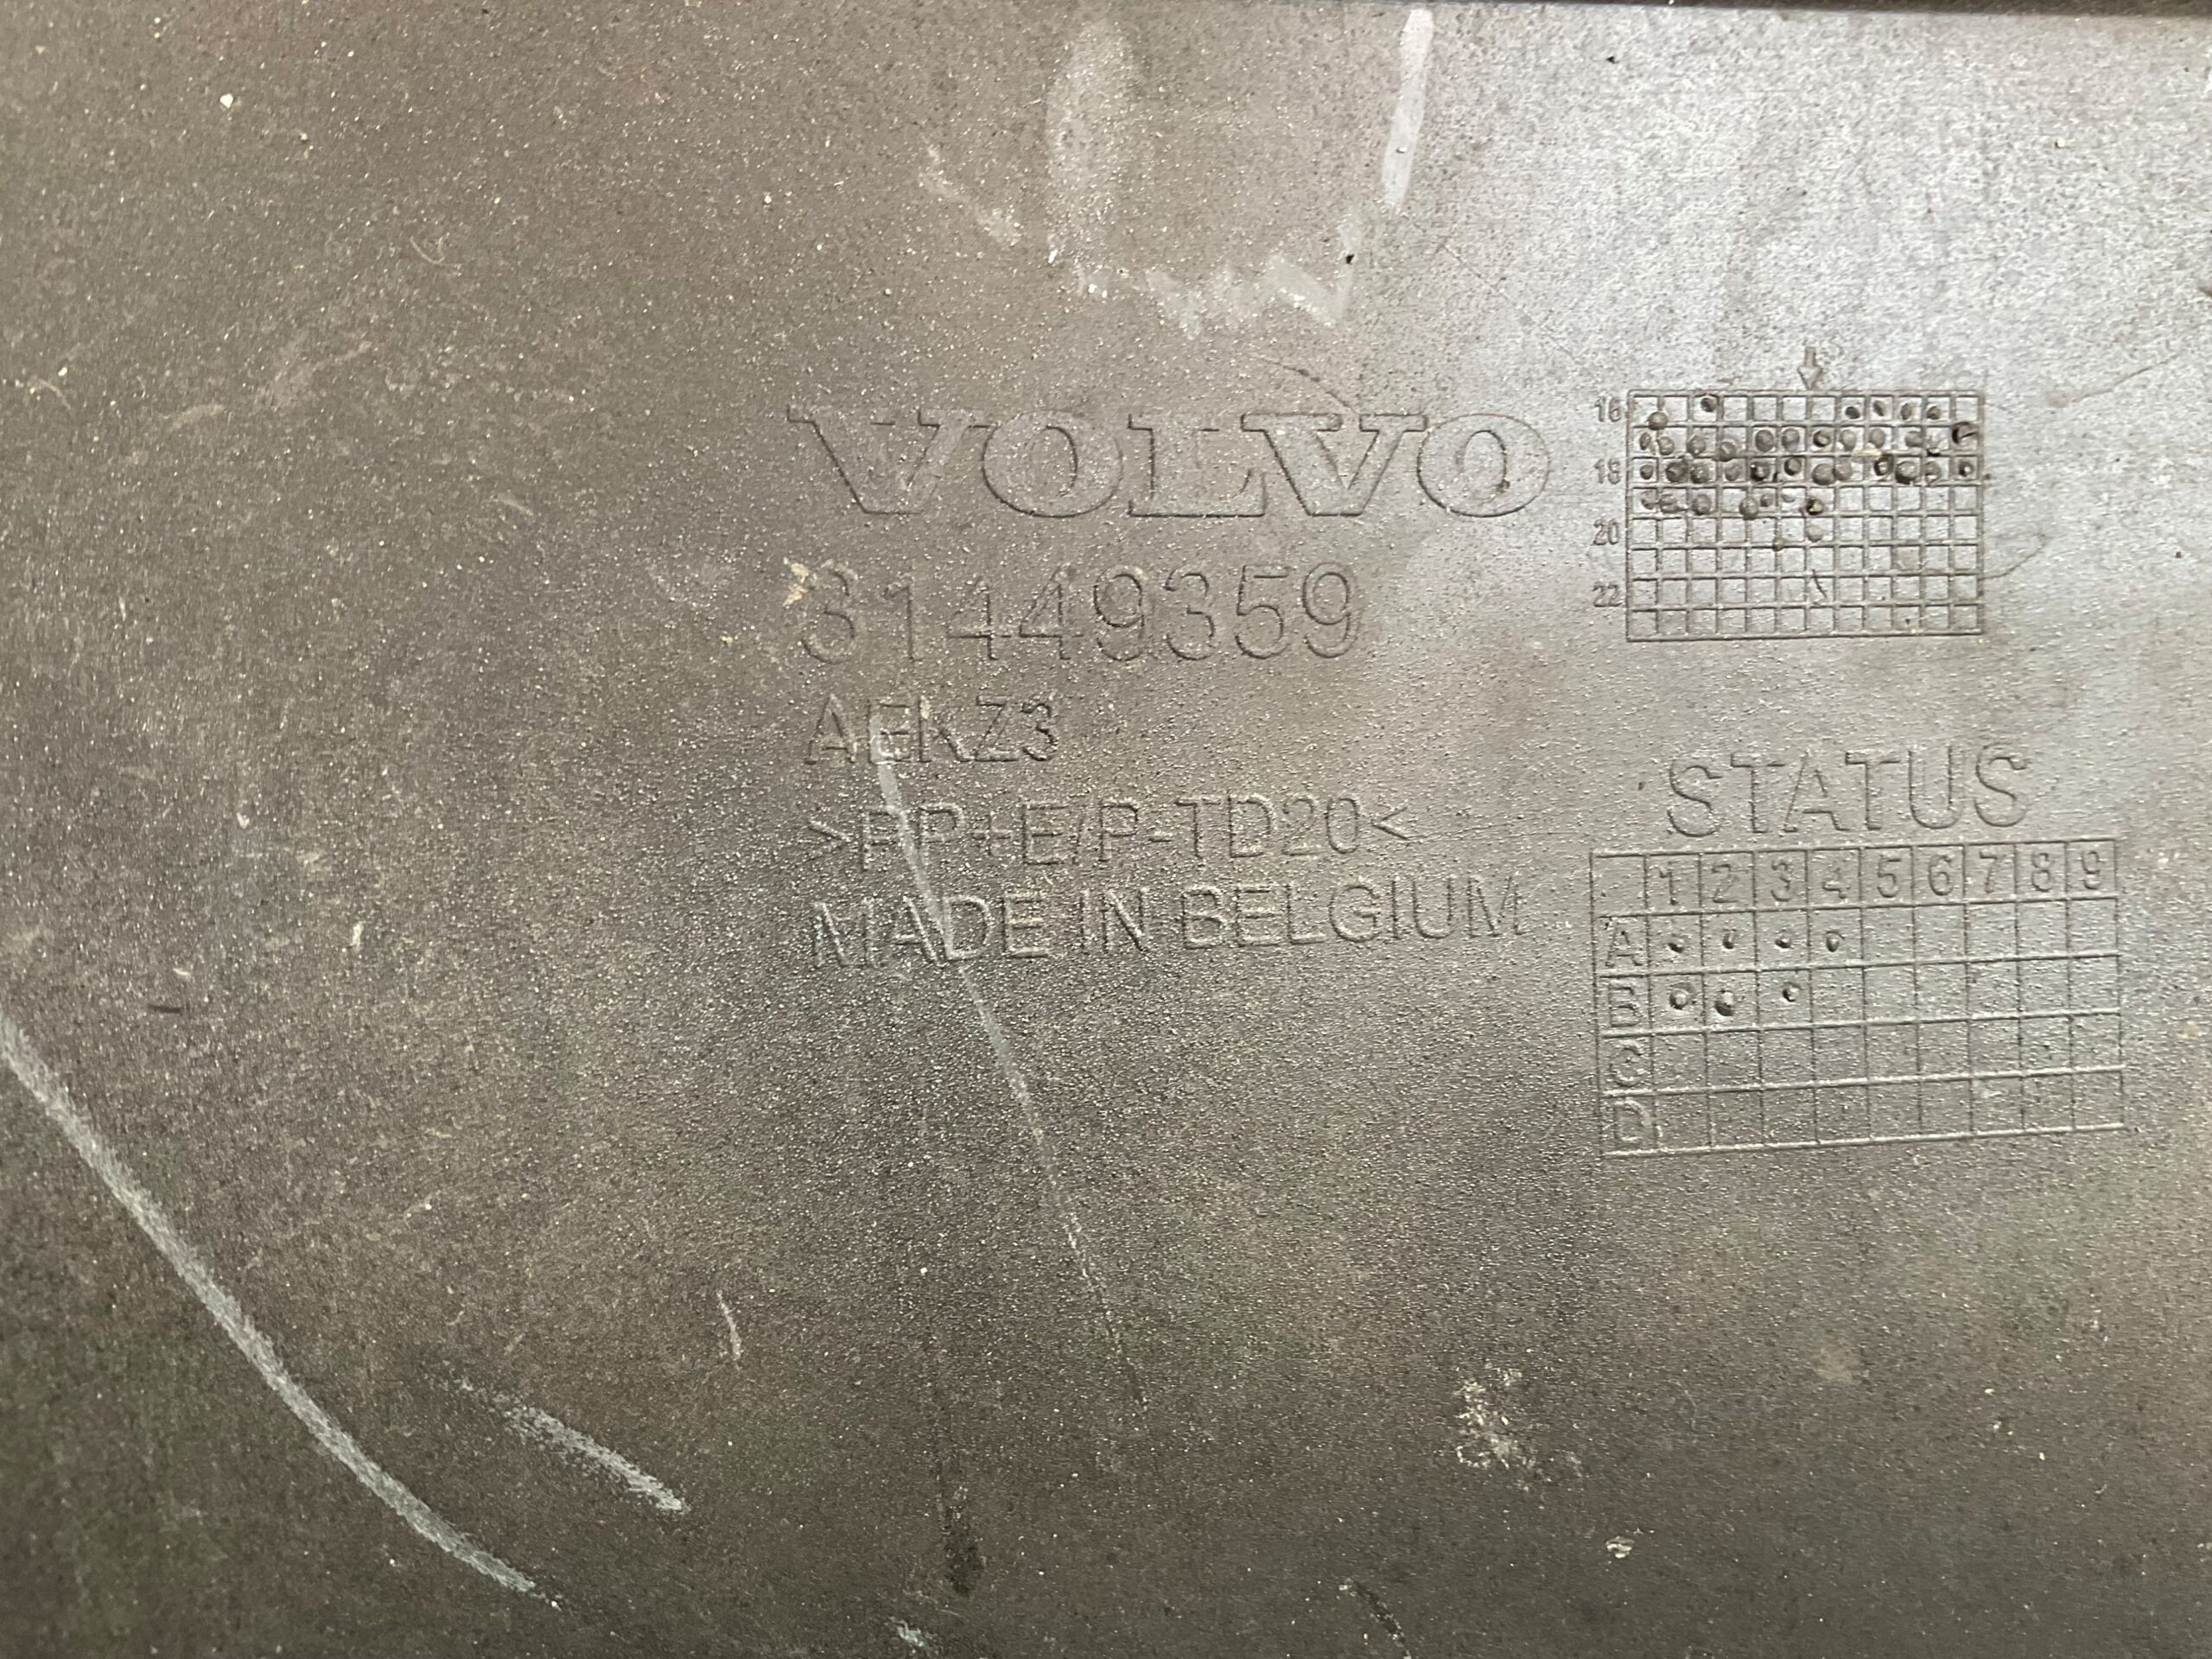 VOLVO
31449359
AEKZ3
>PP+E/P-TD20<
MADE IN BELGIUM
16
18
20
22
STATUS
1 2 3 4 5 6 7 8 9
A
B
C
D